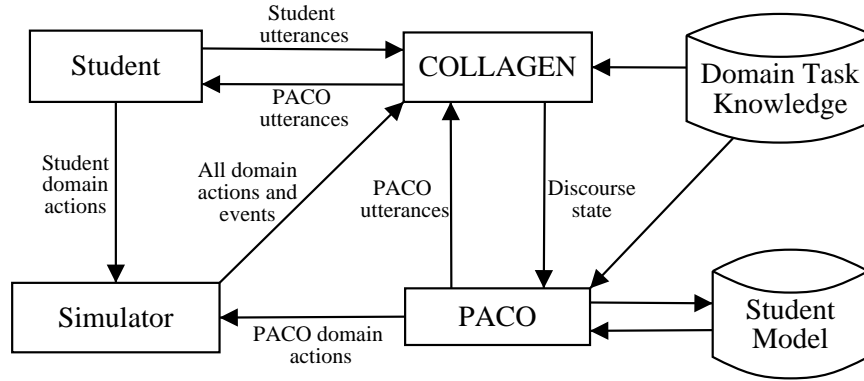 Student
utterances
Student
COLLAGEN
Domain Task
Knowledge
PACO
utterances
Student
domain
actions
All domain
actions and
events
PACO
utterances
Discourse
state
Simulator
PACO
Student
Model
PACO domain
actions